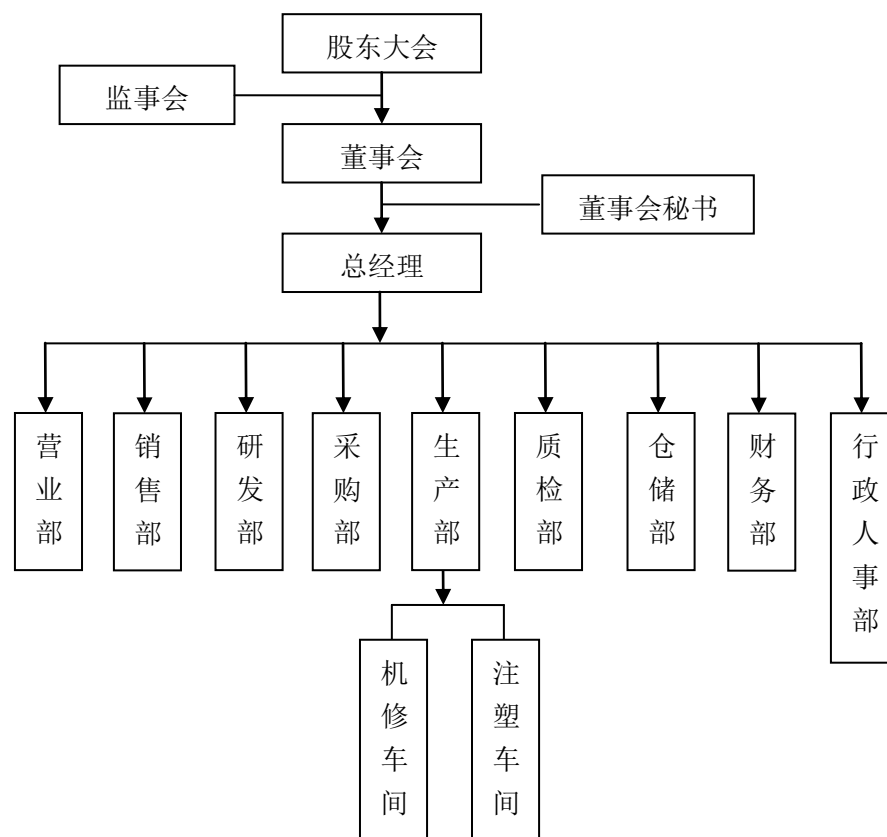 股东大会
监事会
董事会
董事会秘书
总经理
营业部
销售部
研发部
采购部
生产部
质检部
仓储部
财务部
行政人事部
机修车间
注塑车间